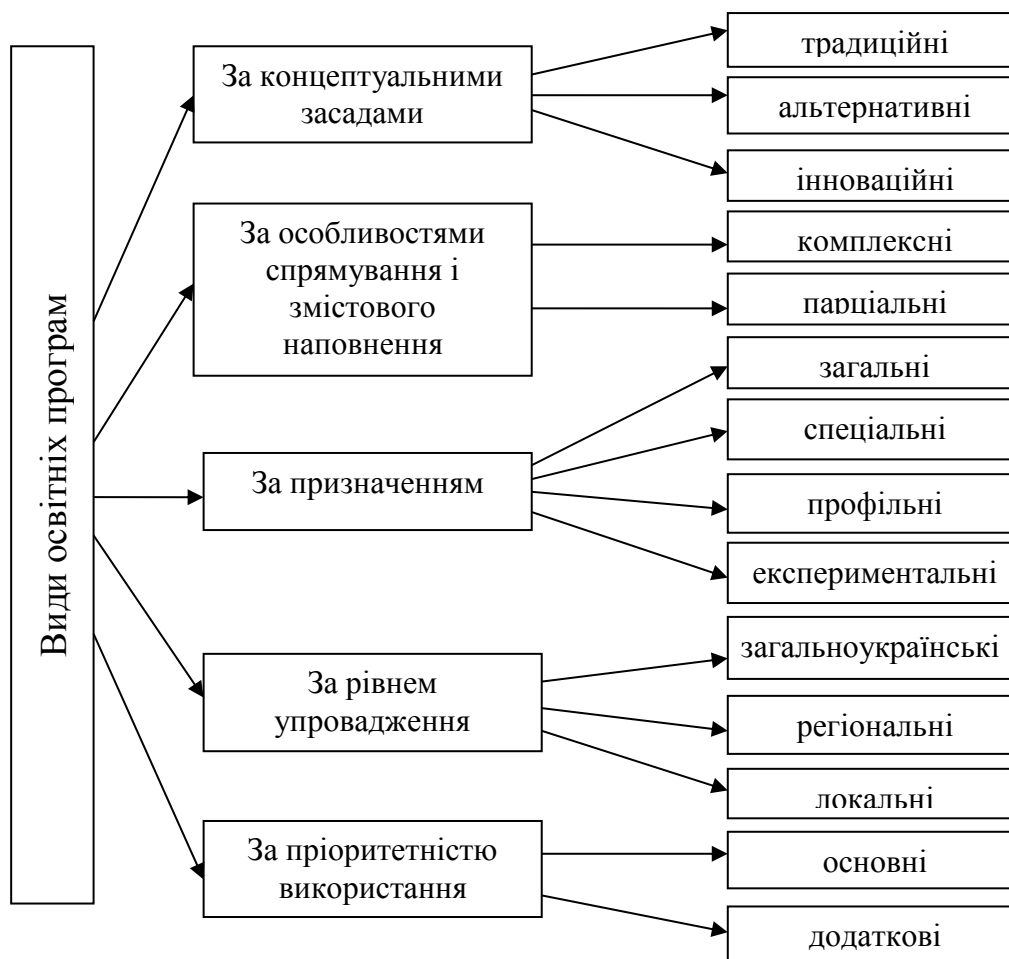 Види освітніх програм
За концептуальними
засадами
традиційні
альтернативні
інноваційні
За особливостями
спрямування і
змістового
наповнення
комплексні
парціальні
За призначенням
загальні
спеціальні
профільні
експериментальні
За рівнем
упровадження
загальноукраїнські
регіональні
локальні
За пріоритетністю
використання
основні
додаткові